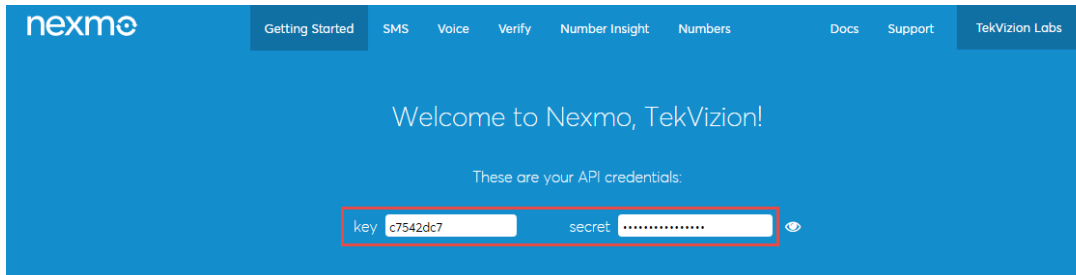 nexmo Getting Started SMS Voice Verify Number Insight Numbers Docs Support TekVizion Labs
Welcome to Nexmo, TekVizion!
These are your API credentials:
key c7542dc7 secret ••••••••••••••••